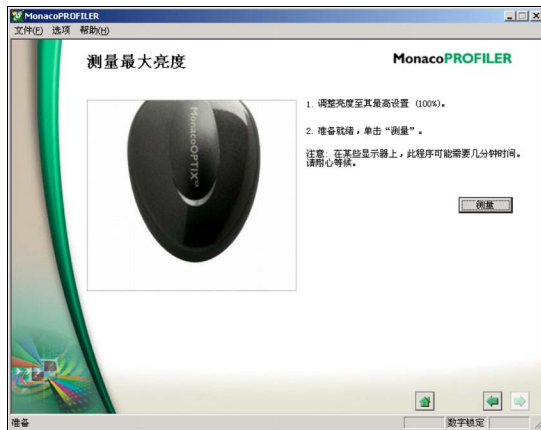 MonacoPROFILER
文件(F) 选项 帮助(H)
测量最大亮度
MonacoPROFILER
MonacoOPTIX
1. 调整亮度至其最高设置 (100%)。
2. 准备就绪，单击“测量”。
注意: 在某些显示器上，此程序可能需要几分钟时间。
请耐心等候。
测量
准备
数字锁定